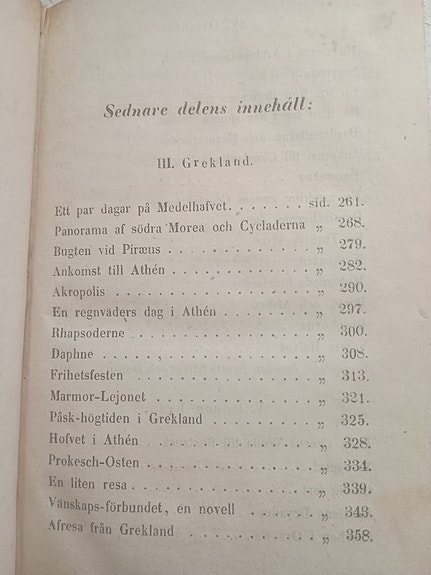 Sednare delens innehåll:
III. Grekland.
Ett par dagar på Medelhafvet. . . . . . . sid. 261.
Panorama af södra Morea och Cycladerna „ 268.
Bugten vid Piræus . . . . . . . . . . . . „ 279.
Ankomst till Athén . . . . . . . . . . . . „ 282.
Akropolis . . . . . . . . . . . . . . . . „ 290.
En regnväders dag i Athén . . . . . . . . „ 297.
Rhapsoderne . . . . . . . . . . . . . . . „ 300.
Daphne . . . . . . . . . . . . . . . . . „ 308.
Frihetsfesten . . . . . . . . . . . . . . „ 313.
Marmor-Lejonet . . . . . . . . . . . . . „ 321.
Påsk-högtiden i Grekland . . . . . . . . „ 325.
Hofvet i Athén . . . . . . . . . . . . . „ 328.
Prokesch-Osten . . . . . . . . . . . . . „ 334.
En liten resa. . . . . . . . . . . . . . „ 339.
Vänskaps-förbundet, en novell . . . . . „ 343.
Afresa från Grekland . . . . . . . . . . „ 358.